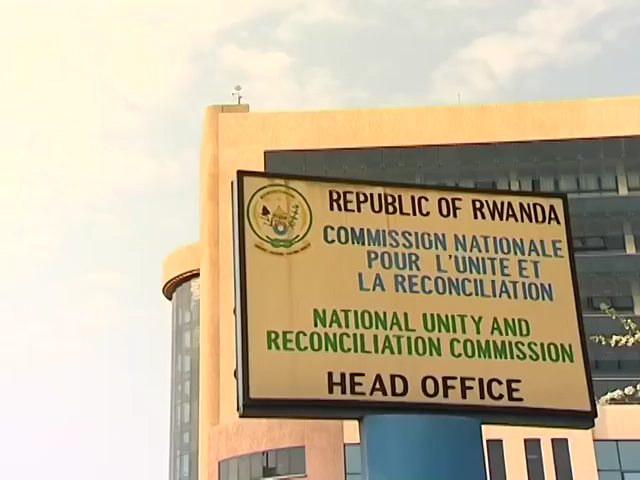 REPUBLIC OF RWANDA
COMMISSION NATIONALE
POUR L'UNITE ET
LA RECONCILIATION
NATIONAL UNITY AND
RECONCILIATION COMMISSION
HEAD OFFICE